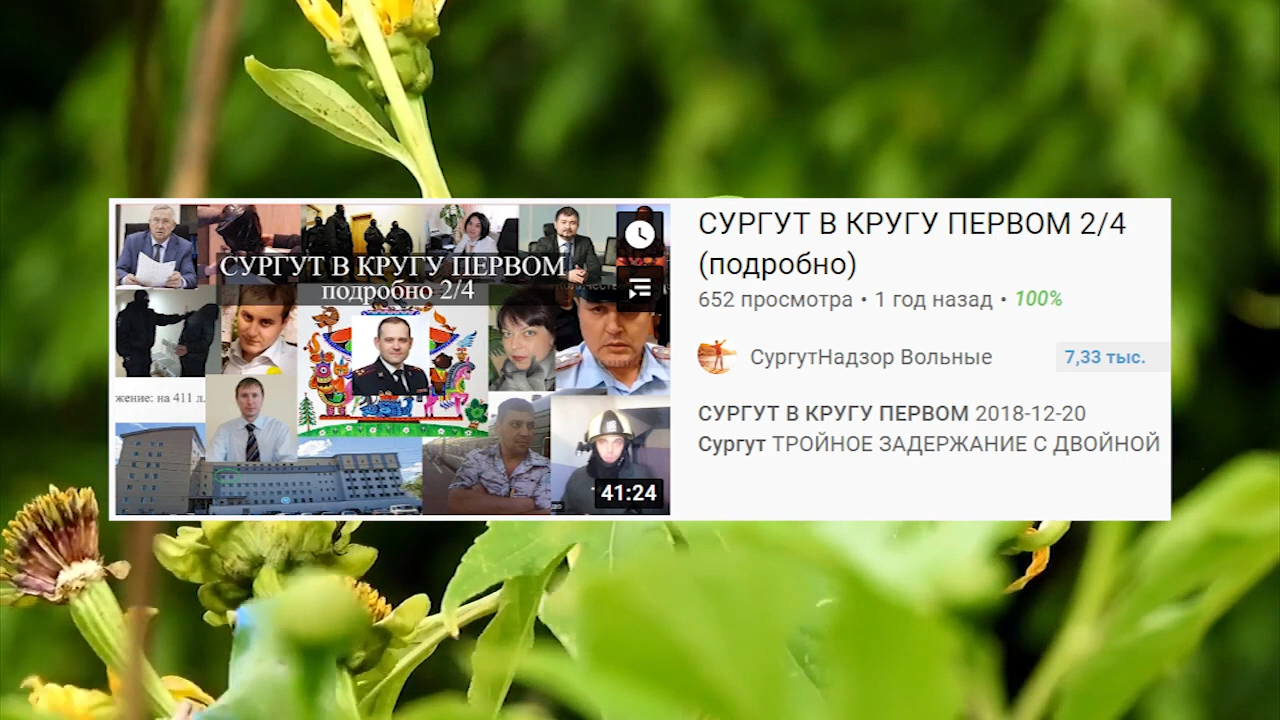 СУРГУТ В КРУГУ ПЕРВОМ
подробно 2/4
жение: на 411 л.
41:24
СУРГУТ В КРУГУ ПЕРВОМ 2/4
(подробно)
652 просмотра • 1 год назад • 100%
СургутНадзор Вольные
7,33 тыс.
СУРГУТ В КРУГУ ПЕРВОМ 2018-12-20
Сургут ТРОЙНОЕ ЗАДЕРЖАНИЕ С ДВОЙНОЙ